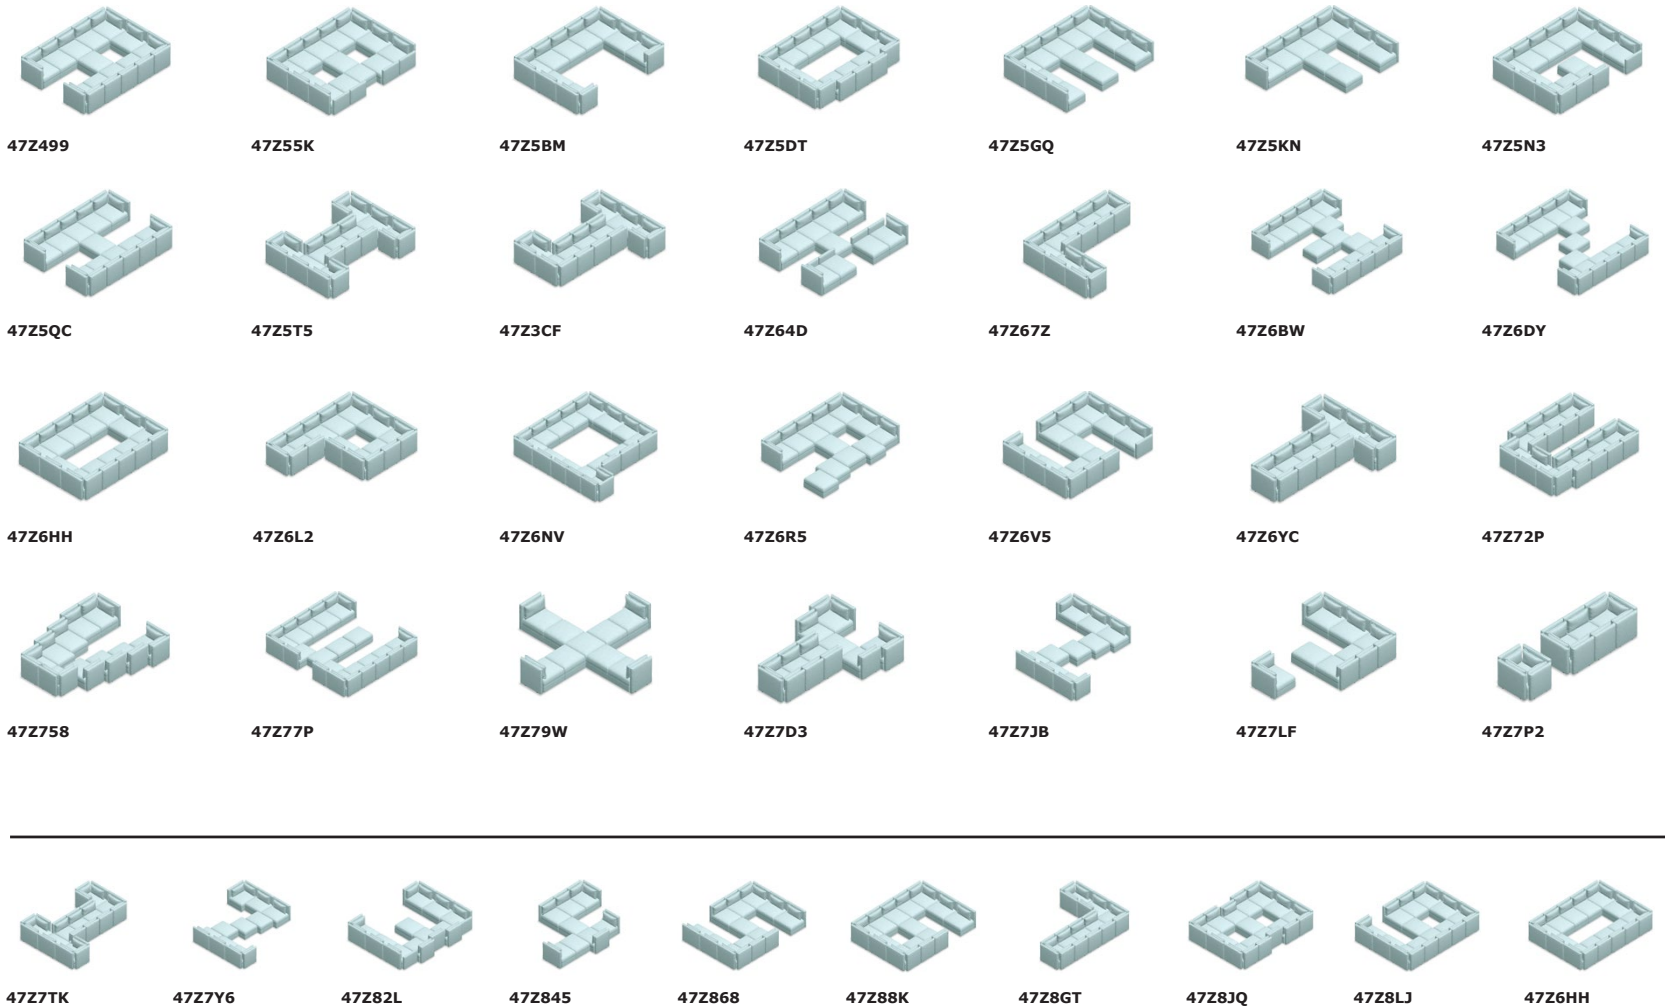 47Z499 47Z55K 47Z5BM 47Z5DT 47Z5GQ 47Z5KN 47Z5N3
47Z5QC 47Z5T5 47Z3CF 47Z64D 47Z67Z 47Z6BW 47Z6DY
47Z6HH 47Z6L2 47Z6NV 47Z6R5 47Z6V5 47Z6YC 47Z72P
47Z758 47Z77P 47Z79W 47Z7D3 47Z7JB 47Z7LF 47Z7P2
47Z7TK 47Z7Y6 47Z82L 47Z845 47Z868 47Z88K 47Z8GT 47Z8JQ 47Z8LJ 47Z6HH